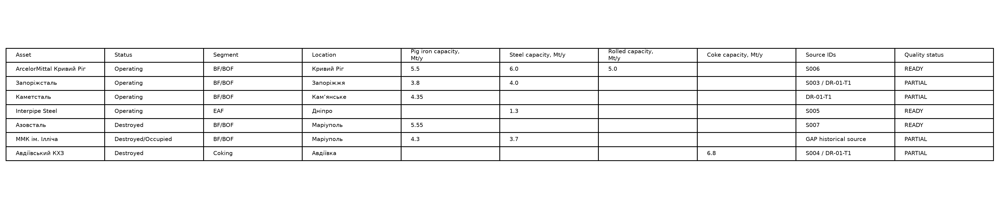 Asset Status Segment Location Pig iron capacity, Mt/y Steel capacity, Mt/y Rolled capacity, Mt/y Coke capacity, Mt/y Source IDs Quality status
ArcelorMittal Кривий Ріг Operating BF/BOF Кривий Ріг 5.5 6.0 5.0 S006 READY
Запоріжсталь Operating BF/BOF Запоріжжя 3.8 4.0 S003 / DR-01-T1 PARTIAL
Каметсталь Operating BF/BOF Кам’янське 4.35 DR-01-T1 PARTIAL
Interpipe Steel Operating EAF Дніпро 1.3 S005 READY
Азовсталь Destroyed BF/BOF Маріуполь 5.55 S007 READY
ММК ім. Ілліча Destroyed/Occupied BF/BOF Маріуполь 4.3 3.7 GAP historical source PARTIAL
Авдіївський КХЗ Destroyed Coking Авдіївка 6.8 S004 / DR-01-T1 PARTIAL